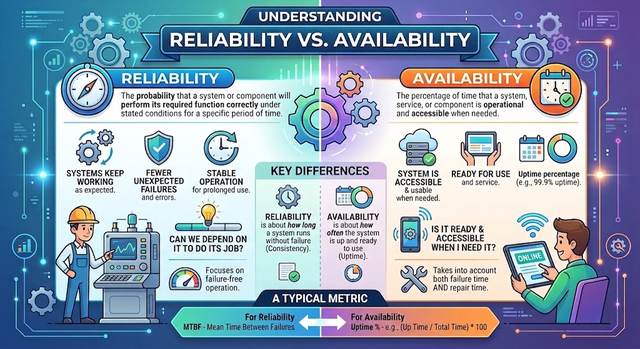 UNDERSTANDING
RELIABILITY VS. AVAILABILITY
RELIABILITY
The probability that a system or component will
perform its required function correctly under
stated conditions for a specific period of time.
SYSTEMS KEEP
WORKING
as expected.
FEWER
UNEXPECTED
FAILURES
and errors.
STABLE
OPERATION
for prolonged use.
CAN WE DEPEND ON
IT TO DO ITS JOB?
Focuses on
failure-free
operation.
KEY DIFFERENCES
RELIABILITY
is about how long
a system runs
without failure
(Consistency).
AVAILABILITY
is about how
often the system
is up and ready
to use
(Uptime).
AVAILABILITY
The percentage of time that a system,
service, or component is operational
and accessible when needed.
SYSTEM IS
ACCESSIBLE
& usable
when needed.
READY FOR USE
and service.
Uptime percentage
(e.g., 99.9% uptime).
IS IT READY &
ACCESSIBLE
WHEN I NEED IT?
Takes into account
both failure time
AND repair time.
ONLINE
A TYPICAL METRIC
For Reliability
MTBF - Mean Time Between Failures
For Availability
Uptime % - e.g., (Up Time / Total Time) * 100